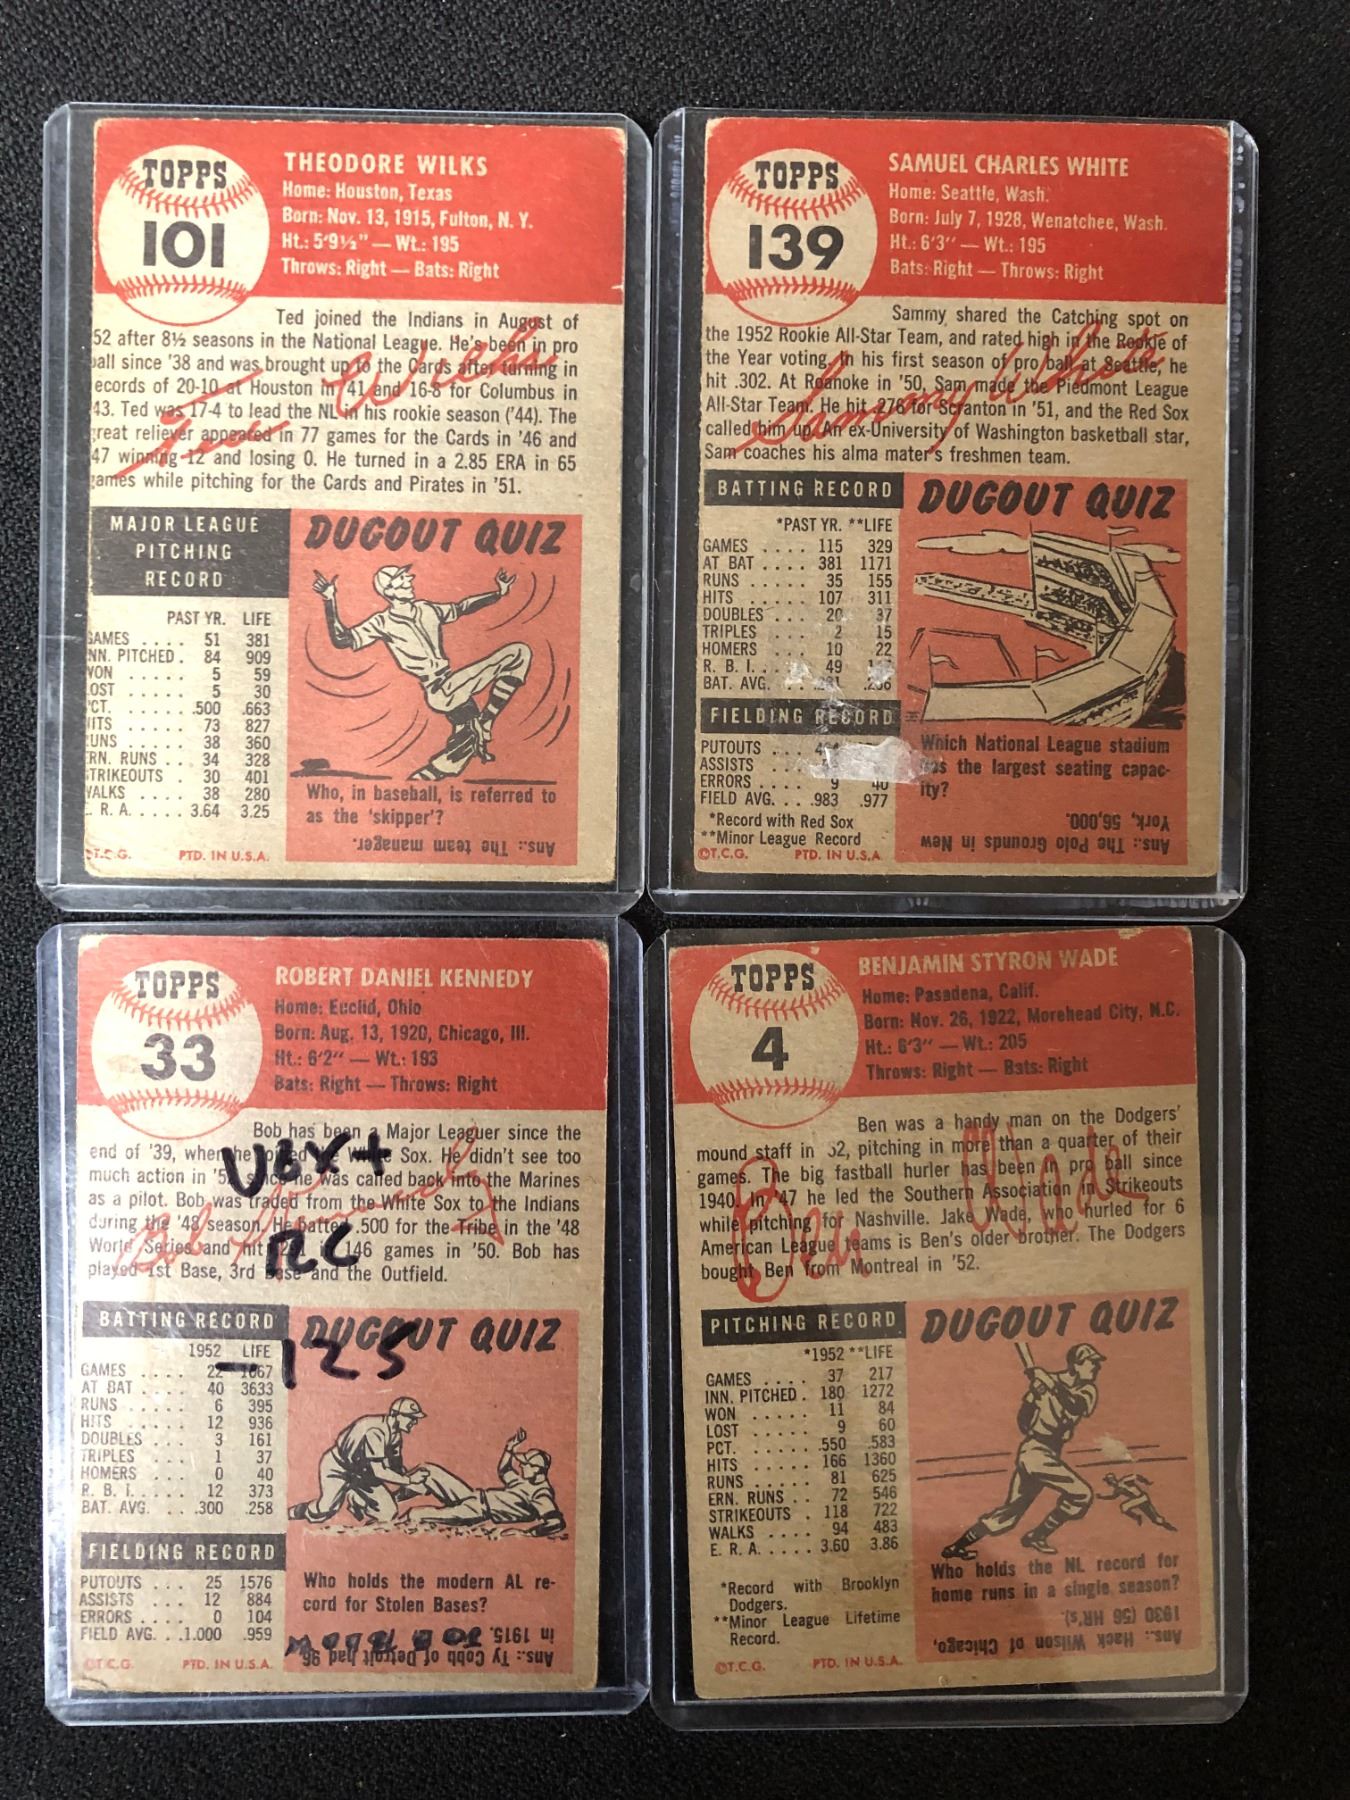 TOPPS
101
THEODORE WILKS
Home: Houston, Texas
Born: Nov. 13, 1915, Fulton, N. Y.
Ht.: 5'9½" — Wt.: 195
Throws: Right — Bats: Right
Ted joined the Indians in August of
52 after 8½ seasons in the National League. He's been in pro
ball since '38 and was brought up to the Cards after turning in
ecords of 20-10 at Houston in '41 and 16-8 for Columbus in
43. Ted was 17-4 to lead the NL in his rookie season ('44). The
great reliever appeared in 77 games for the Cards in '46 and
47 winning 12 and losing 0. He turned in a 2.85 ERA in 65
games while pitching for the Cards and Pirates in '51.
Ted Wilks
MAJOR LEAGUE
PITCHING
RECORD
PAST YR. LIFE
GAMES .... 51 381
NN. PITCHED. 84 909
WON ..... 5 59
OST ..... 5 30
CT. ..... .500 .663
HITS ..... 73 827
UNS ..... 38 360
ERN. RUNS .. 34 328
TRIKEOUTS . 30 401
WALKS .... 38 280
. R. A. .... 3.64 3.25
©T.C.G. PTD. IN U.S.A.
DUGOUT QUIZ
Who, in baseball, is referred to
as the 'skipper'?
Ans.: The team manager.
TOPPS
139
SAMUEL CHARLES WHITE
Home: Seattle, Wash.
Born: July 7, 1928, Wenatchee, Wash.
Ht.: 6'3" — Wt.: 195
Bats: Right — Throws: Right
Sammy shared the Catching spot on
the 1952 Rookie All-Star Team, and rated high in the Rookie of
the Year voting. In his first season of pro ball at Seattle, he
hit .302. At Roanoke in '50, Sam made the Piedmont League
All-Star Team. He hit .276 for Scranton in '51, and the Red Sox
called him up. An ex-University of Washington basketball star,
Sam coaches his alma mater's freshmen team.
Sammy White
BATTING RECORD
*PAST YR. **LIFE
GAMES .... 115 329
AT BAT .... 381 1171
RUNS .... 35 155
HITS .... 107 311
DOUBLES ... 20 37
TRIPLES ... 2 15
HOMERS ... 10 22
R. B. I. ... 49
BAT. AVG.
FIELDING RECORD
PUTOUTS ...
ASSISTS ...
ERRORS .... 9 40
FIELD AVG. .. .983 .977
*Record with Red Sox
**Minor League Record
©T.C.G. PTD. IN U.S.A.
DUGOUT QUIZ
Which National League stadium
has the largest seating capac-
ity?
Ans.: The Polo Grounds in New
York, 56,000.
TOPPS
33
ROBERT DANIEL KENNEDY
Home: Euclid, Ohio
Born: Aug. 13, 1920, Chicago, Ill.
Ht.: 6'2" — Wt.: 193
Bats: Right — Throws: Right
Bob has been a Major Leaguer since the
end of '39, when he joined the White Sox. He didn't see too
much action in '52 since he was called back into the Marines
as a pilot. Bob was traded from the White Sox to the Indians
during the '48 season. He batted .500 for the Tribe in the '48
World Series and hit in 146 games in '50. Bob has
played 1st Base, 3rd Base and the Outfield.
Bob Kennedy
RC
-125
BATTING RECORD
1952 LIFE
GAMES ... 22
AT BAT ... 40 3633
RUNS .... 6 395
HITS .... 12 936
DOUBLES ... 3 161
TRIPLES ... 1 37
HOMERS ... 0 40
R. B. I. ... 12 373
BAT. AVG. . .300 .258
FIELDING RECORD
PUTOUTS ... 25 1576
ASSISTS ... 12 884
ERRORS .... 0 104
FIELD AVG. . .1.000 .959
©T.C.G. PTD. IN U.S.A.
DUGOUT QUIZ
Who holds the modern AL re-
cord for Stolen Bases?
Ans.: Ty Cobb of Detroit had 96
in 1915.
TOPPS
4
BENJAMIN STYRON WADE
Home: Pasadena, Calif.
Born: Nov. 26, 1922, Morehead City, N.C.
Ht.: 6'3" — Wt.: 205
Throws: Right — Bats: Right
Ben was a handy man on the Dodgers'
mound staff in '52, pitching in more than a quarter of their
games. The big fastball hurler has been in pro ball since
1940. In '47 he led the Southern Association in Strikeouts
while pitching for Nashville. Jake Wade, who hurled for 6
American League teams is Ben's older brother. The Dodgers
bought Ben from Montreal in '52.
Ben Wade
PITCHING RECORD
*1952 **LIFE
GAMES .... 37 217
INN. PITCHED . 180 1272
WON ..... 11 84
LOST ..... 9 60
PCT. ..... .550 .583
HITS ..... 166 1360
RUNS ..... 81 625
ERN. RUNS .. 72 546
STRIKEOUTS . 118 722
WALKS .... 94 483
E. R. A. ..... 3.60 3.86
*Record with Brooklyn
Dodgers.
**Minor League Lifetime
Record.
©T.C.G. PTD. IN U.S.A.
DUGOUT QUIZ
Who holds the NL record for
home runs in a single season?
Ans.: Hack Wilson of Chicago,
1930 (56 HR's).